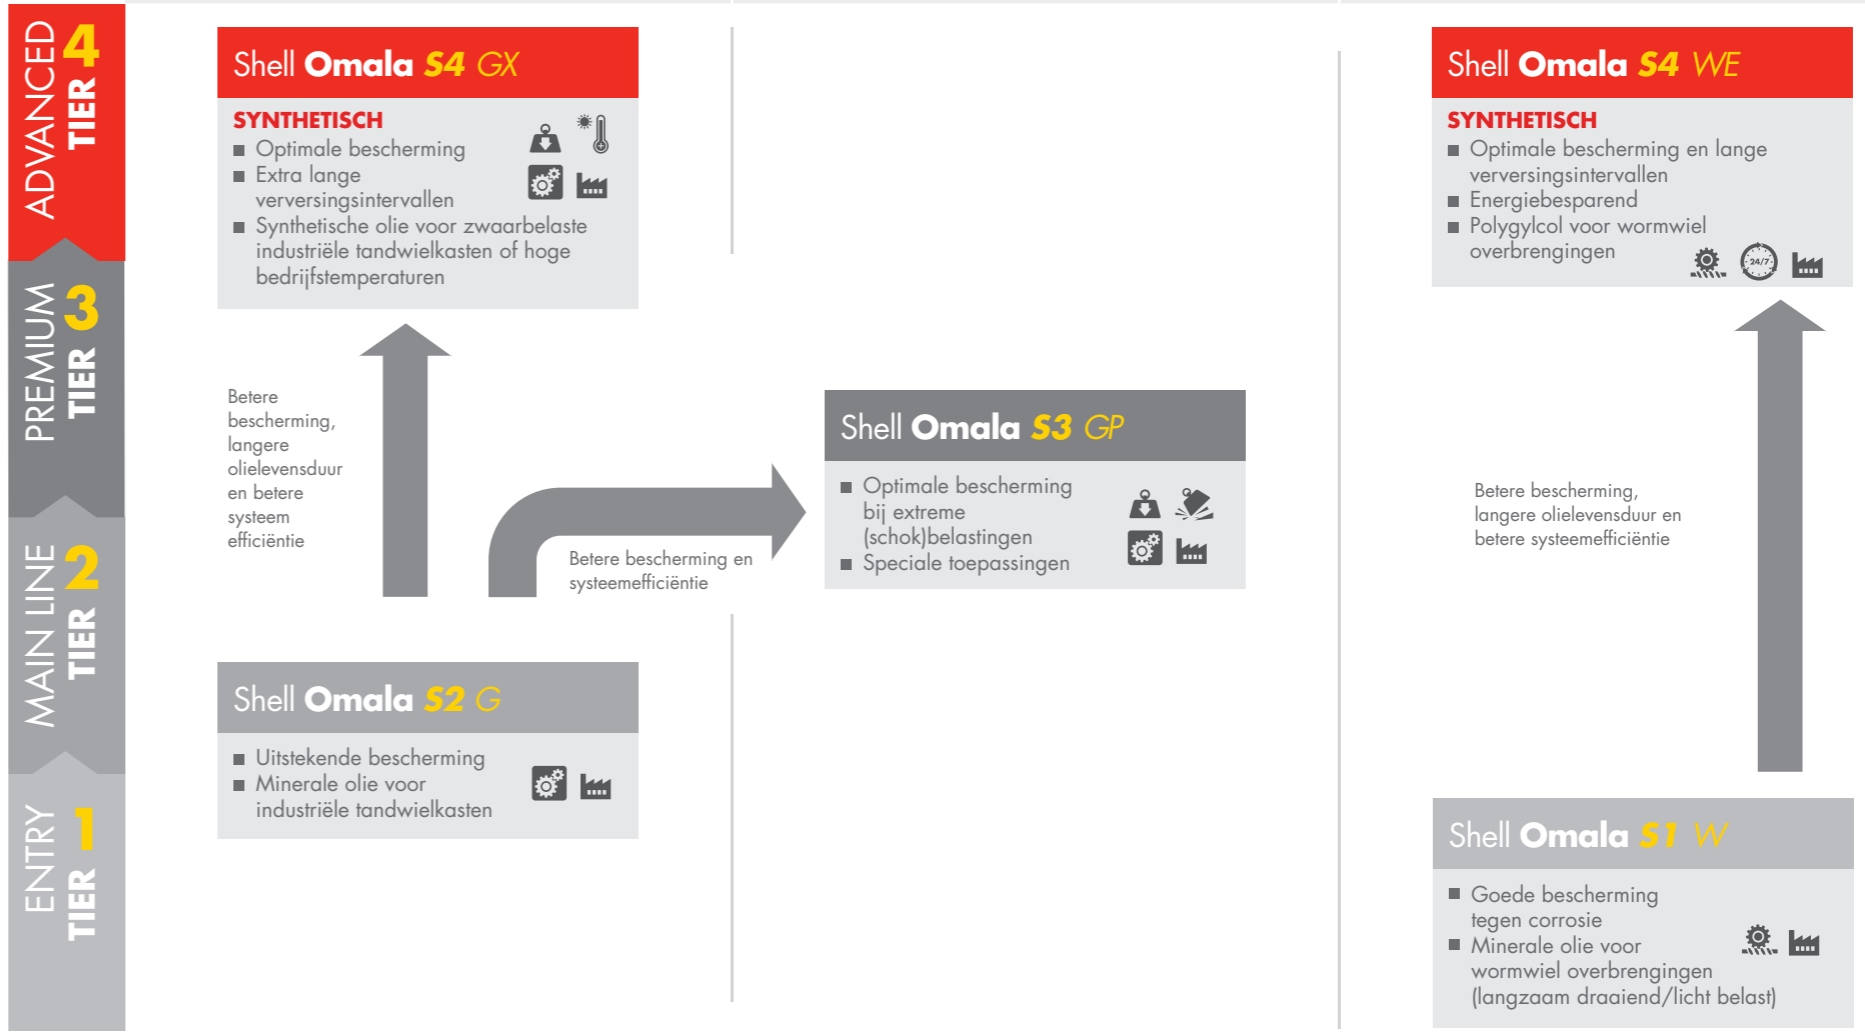 ADVANCED
TIER 4
PREMIUM
TIER 3
MAIN LINE
TIER 2
ENTRY
TIER 1
Shell Omala S4 GX
SYNTHETISCH
Optimale bescherming
Extra lange
verversingsintervallen
Synthetische olie voor zwaarbelaste
industriële tandwielkasten of hoge
bedrijfstemperaturen
Betere
bescherming,
langere
olielevensduur
en betere
systeem
efficiëntie
Betere bescherming en
systeemefficiëntie
Shell Omala S2 G
Uitstekende bescherming
Minerale olie voor
industriële tandwielkasten
Shell Omala S3 GP
Optimale bescherming
bij extreme
(schok)belastingen
Speciale toepassingen
Shell Omala S4 WE
SYNTHETISCH
Optimale bescherming en lange
verversingsintervallen
Energiebesparend
Polygylcol voor wormwiel
overbrengingen
24/7
Betere bescherming,
langere olielevensduur en
betere systeemefficiëntie
Shell Omala S1 W
Goede bescherming
tegen corrosie
Minerale olie voor
wormwiel overbrengingen
(langzaam draaiend/licht belast)